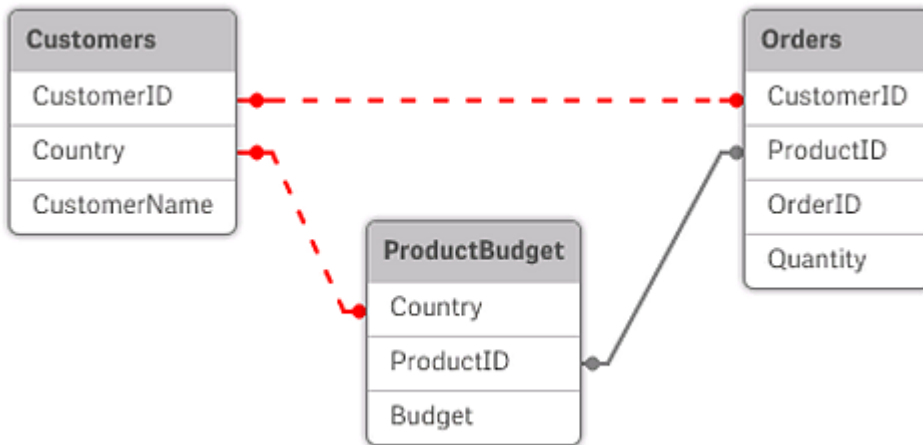 Customers
CustomerID
Country
CustomerName
Orders
CustomerID
ProductID
OrderID
Quantity
ProductBudget
Country
ProductID
Budget